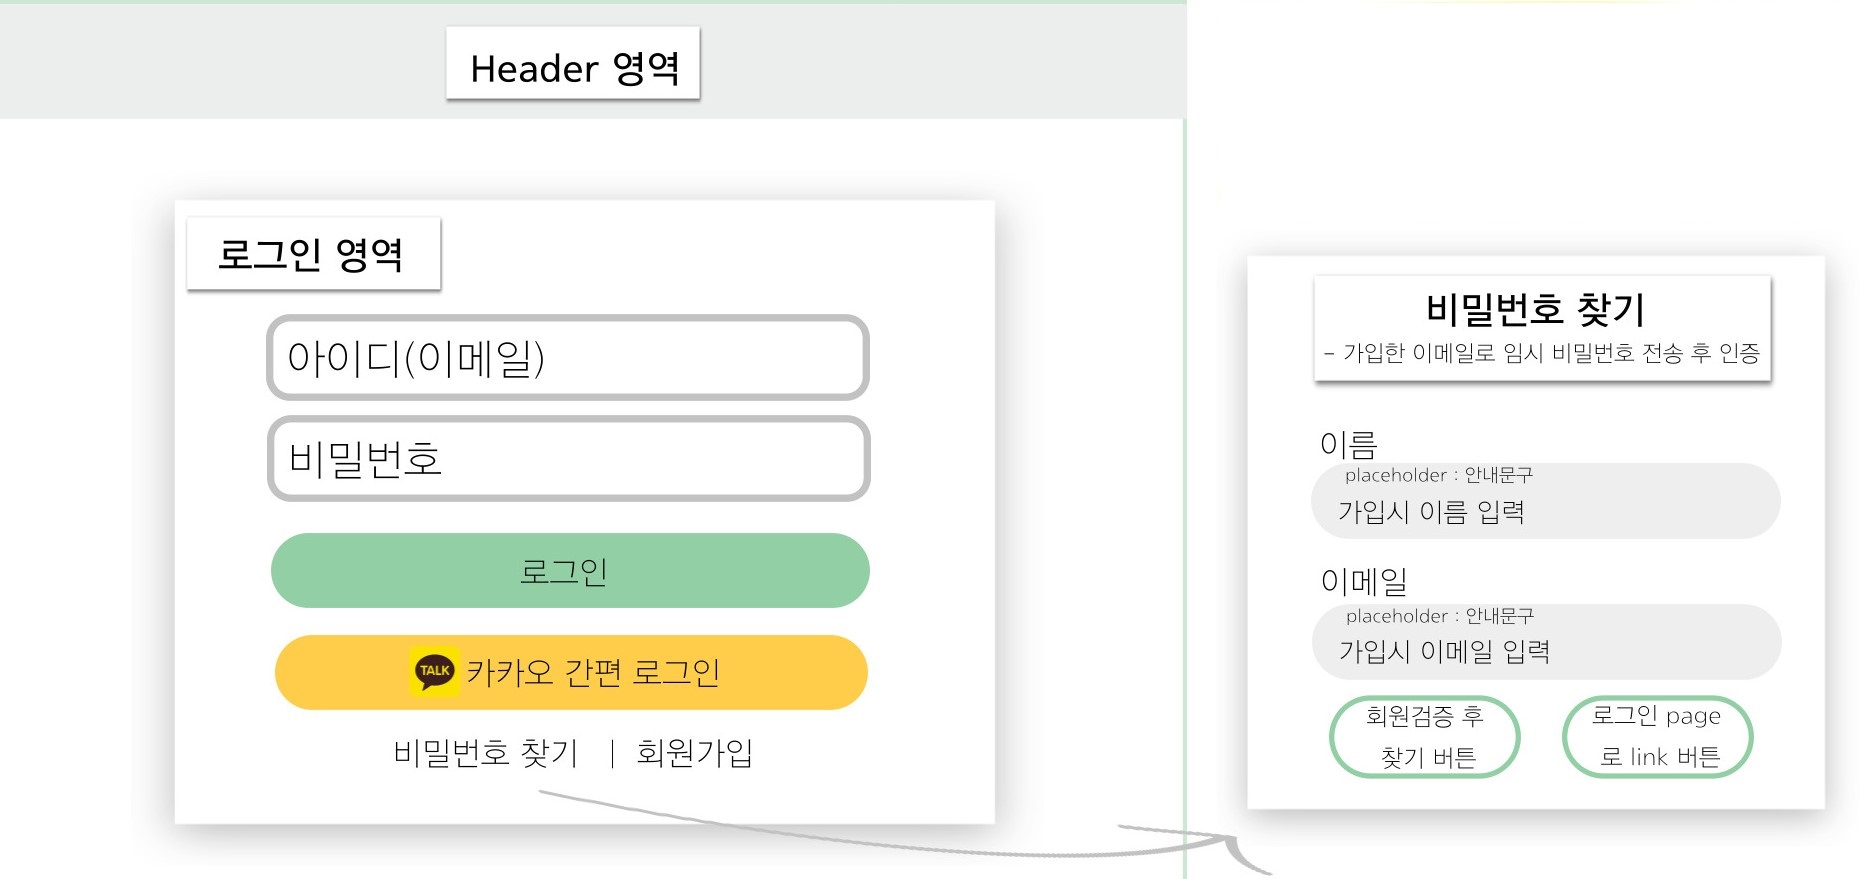 Header 영역
로그인 영역
아이디(이메일)
비밀번호
로그인
TALK 카카오 간편 로그인
비밀번호 찾기 | 회원가입
비밀번호 찾기
- 가입한 이메일로 임시 비밀번호 전송 후 인증
이름
placeholder : 안내문구
가입시 이름 입력
이메일
placeholder : 안내문구
가입시 이메일 입력
회원검증 후
찾기 버튼
로그인 page
로 link 버튼